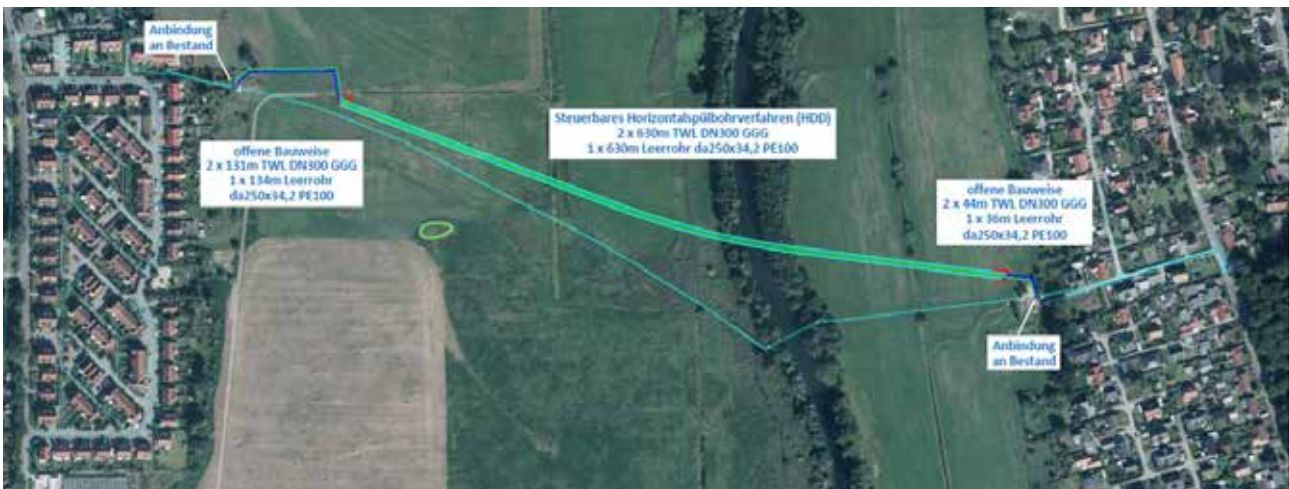 Anbindung
an Bestand
offene Bauweise
2 x 131m TWL DN300 GGG
1 x 134m Leerrohr
da250x34,2 PE100
Steuerbares Horizontalspülbohrverfahren (HDD)
2 x 630m TWL DN300 GGG
1 x 630m Leerrohr da250x34,2 PE100
offene Bauweise
2 x 44m TWL DN300 GGG
1 x 36m Leerrohr
da250x34,2 PE100
Anbindung
an Bestand